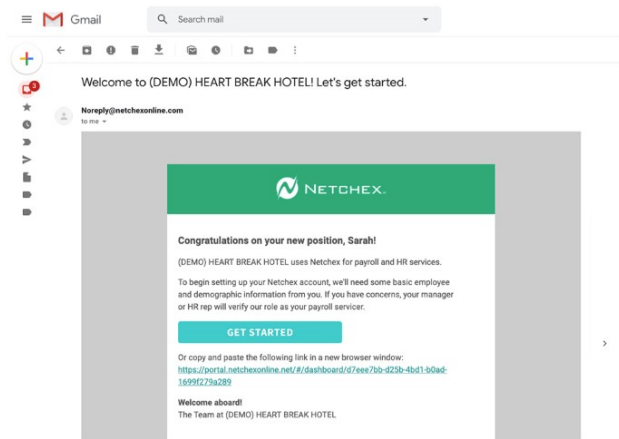 Gmail
Search mail
Welcome to (DEMO) HEART BREAK HOTEL! Let's get started.
3
Noreply@netchexonline.com
to me
NETCHEX.
Congratulations on your new position, Sarah!
(DEMO) HEART BREAK HOTEL uses Netchex for payroll and HR services.
To begin setting up your Netchex account, we'll need some basic employee
and demographic information from you. If you have concerns, your manager
or HR rep will verify our role as your payroll servicer.
GET STARTED
Or copy and paste the following link in a new browser window:
https://portal.netchexonline.net/#/dashboard/d7eee7bb-d25b-4bd1-b0ad-
1699f279a289
Welcome aboard!
The Team at (DEMO) HEART BREAK HOTEL